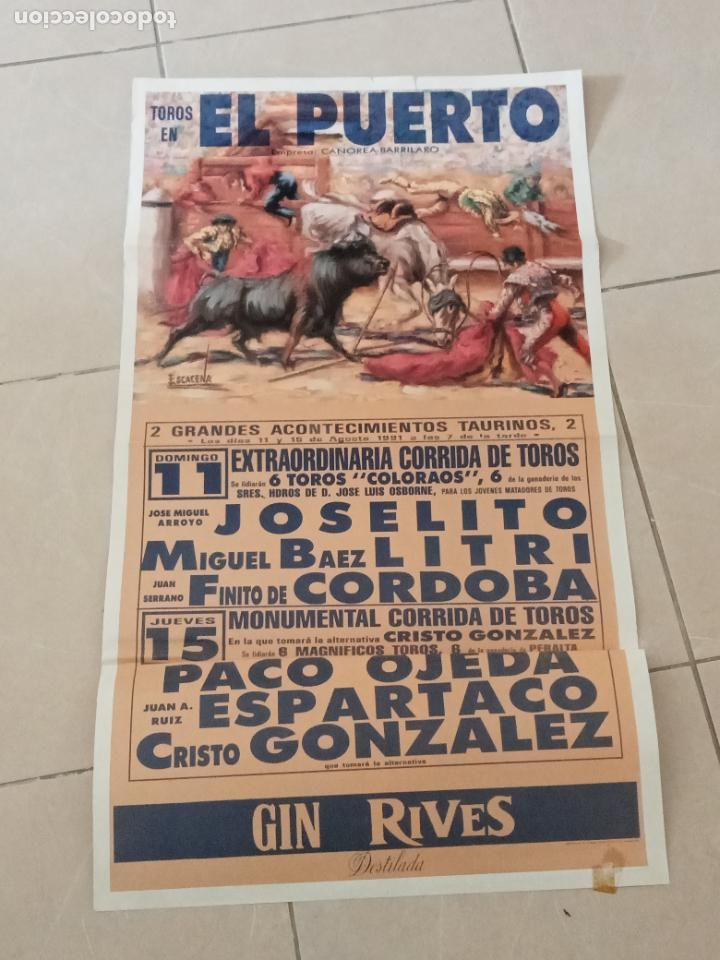 todocoleccion
TOROS EN EL PUERTO
Empresa: CANOREA-BARRILARO
ESCACENA
2 GRANDES ACONTECIMIENTOS TAURINOS, 2
- Los días 11 y 15 de Agosto 1991 a las 7 de la tarde -
DOMINGO 11
EXTRAORDINARIA CORRIDA DE TOROS
Se lidiarán 6 TOROS "COLORAOS", 6 de la ganadería de los
SRES. HDROS DE D. JOSE LUIS OSBORNE, PARA LOS JOVENES MATADORES DE TOROS
JOSE MIGUEL ARROYO JOSELITO
MIGUEL BAEZ LITRI
JUAN SERRANO FINITO DE CORDOBA
JUEVES 15
MONUMENTAL CORRIDA DE TOROS
En la que tomará la alternativa CRISTO GONZALEZ
Se lidiarán 6 MAGNIFICOS TOROS, 6 de la ganadería de PERALTA
PACO OJEDA
JUAN A. RUIZ ESPARTACO
CRISTO GONZALEZ
que tomará la alternativa
GIN RIVES
Destilada